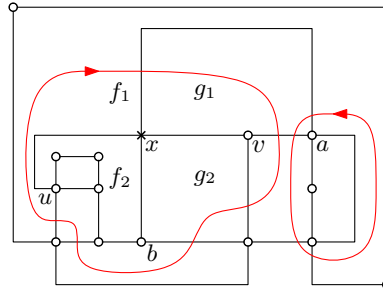 f₁ g₁
x v a
f₂ g₂
u
b